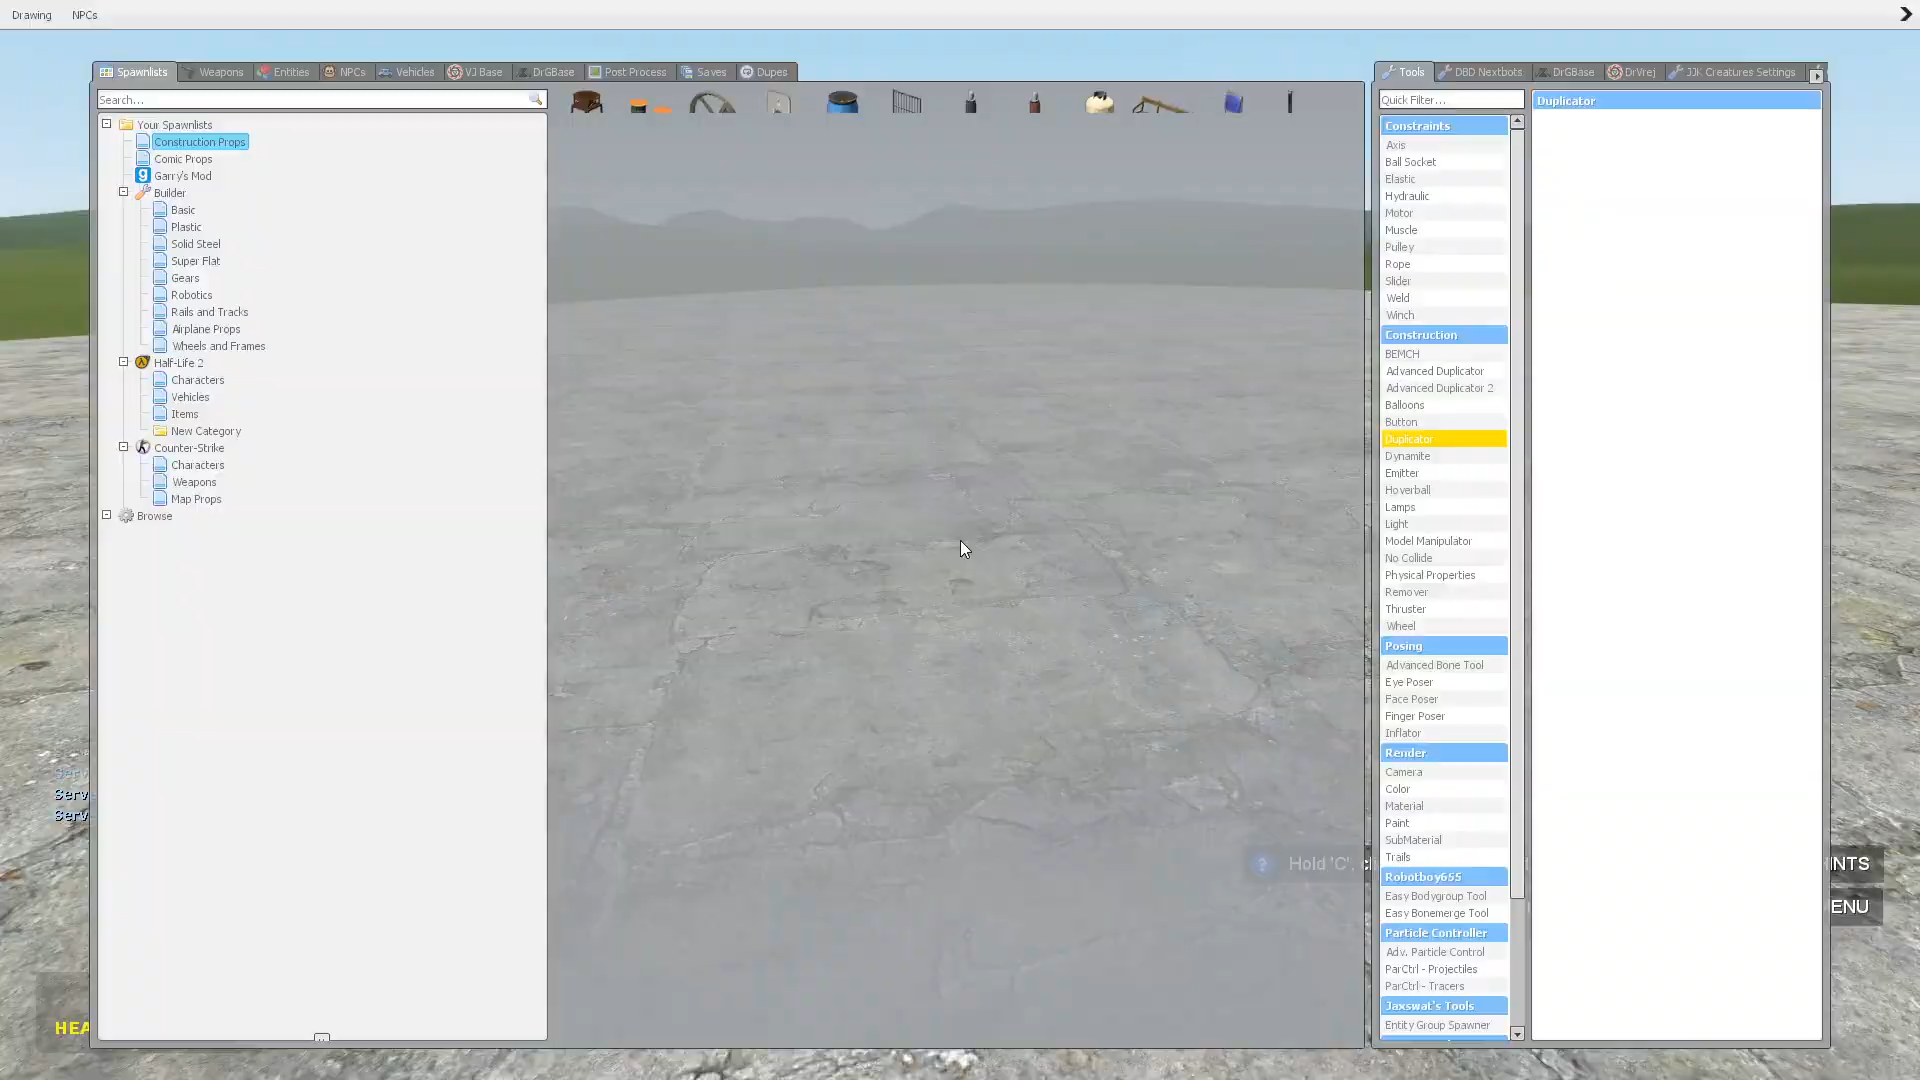 Drawing NPCs
Spawnlists Weapons Entities NPCs Vehicles VJ Base DrGBase Post Process Saves Dupes
Search...
Your Spawnlists
Construction Props
Comic Props
Garry's Mod
Builder
Basic
Plastic
Solid Steel
Super Flat
Gears
Robotics
Rails and Tracks
Airplane Props
Wheels and Frames
Half-Life 2
Characters
Vehicles
Items
New Category
Counter-Strike
Characters
Weapons
Map Props
Browse
Serv
Serv
Serv
HEA
Hold 'C', cl
INTS
ENU
Tools DBD Nextbots DrGBase DrVrej JJK Creatures Settings
Quick Filter...
Constraints
Axis
Ball Socket
Elastic
Hydraulic
Motor
Muscle
Pulley
Rope
Slider
Weld
Winch
Construction
BEMCH
Advanced Duplicator
Advanced Duplicator 2
Balloons
Button
Duplicator
Dynamite
Emitter
Hoverball
Lamps
Light
Model Manipulator
No Collide
Physical Properties
Remover
Thruster
Wheel
Posing
Advanced Bone Tool
Eye Poser
Face Poser
Finger Poser
Inflator
Render
Camera
Color
Material
Paint
SubMaterial
Trails
Robotboy655
Easy Bodygroup Tool
Easy Bonemerge Tool
Particle Controller
Adv. Particle Control
ParCtrl - Projectiles
ParCtrl - Tracers
Jaxswat's Tools
Entity Group Spawner
Duplicator